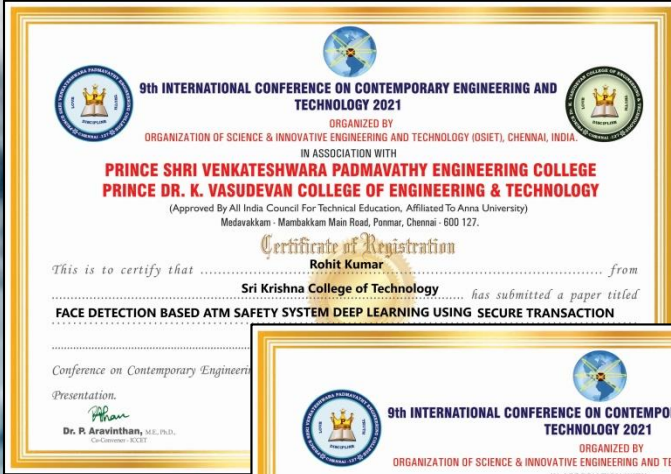 9th INTERNATIONAL CONFERENCE ON CONTEMPORARY ENGINEERING AND
TECHNOLOGY 2021
ORGANIZED BY
ORGANIZATION OF SCIENCE & INNOVATIVE ENGINEERING AND TECHNOLOGY (OSIET), CHENNAI, INDIA.
IN ASSOCIATION WITH
PRINCE SHRI VENKATESHWARA PADMAVATHY ENGINEERING COLLEGE
PRINCE DR. K. VASUDEVAN COLLEGE OF ENGINEERING & TECHNOLOGY
(Approved By All India Council For Technical Education, Affiliated To Anna University)
Medavakkam - Mambakkam Main Road, Ponmar, Chennai - 600 127.
Certificate of Registration
This is to certify that Rohit Kumar from
Sri Krishna College of Technology has submitted a paper titled
FACE DETECTION BASED ATM SAFETY SYSTEM DEEP LEARNING USING SECURE TRANSACTION
Conference on Contemporary Engineeri
Presentation.
Dr. P. Aravinthan, M.E., Ph.D.,
Co-Convener - ICCET
9th INTERNATIONAL CONFERENCE ON CONTEMPO
TECHNOLOGY 2021
ORGANIZED BY
ORGANIZATION OF SCIENCE & INNOVATIVE ENGINEERING AND TE